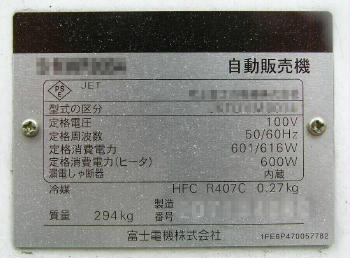 自動販売機
PS
E
JET
型式の区分
定格電圧 100V
定格周波数 50/60Hz
定格消費電力 601/616W
定格消費電力(ヒータ) 600W
漏電しゃ断器 内蔵
冷媒 HFC R407C 0.27kg
質量 294kg 製造番号
富士電機株式会社 1FE6P470057782